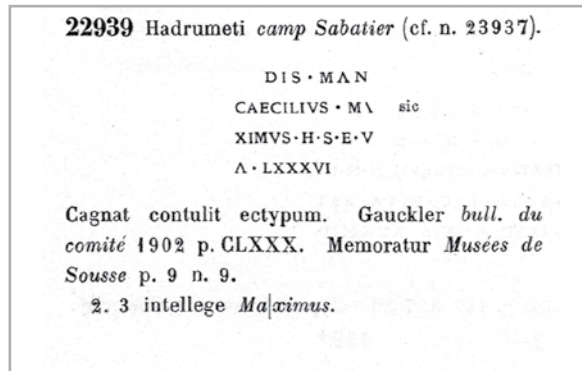 22939 Hadrumeti camp Sabatier (cf. n. 23937).
DIS · MΛN
CAECILIVS · M\ sic
XIMVS · H · S · E · V
Λ · LXXXVI
Cagnat contulit ectypum. Gauckler bull. du
comité 1902 p. CLXXX. Memoratur Musées de
Sousse p. 9 n. 9.
2. 3 intellege Ma|ximus.